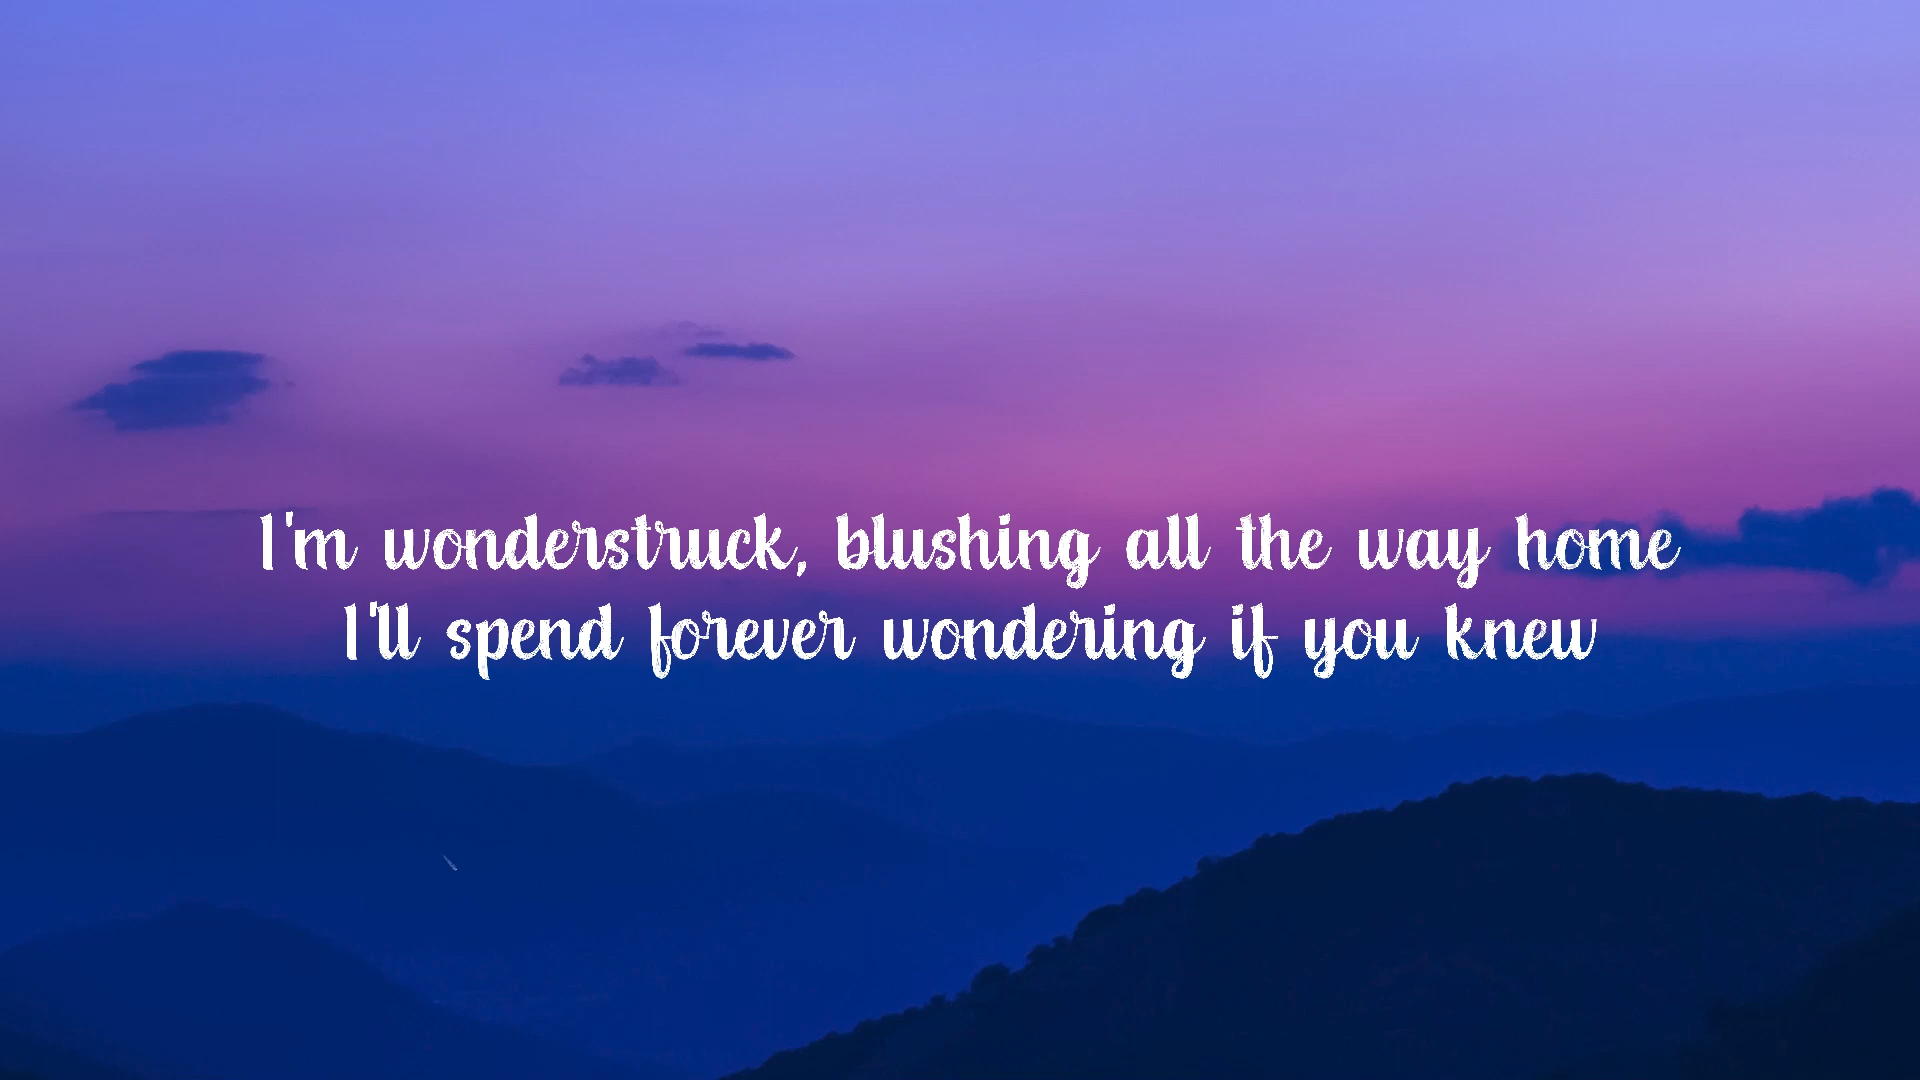 I'm wonderstruck, blushing all the way home
I'll spend forever wondering if you knew